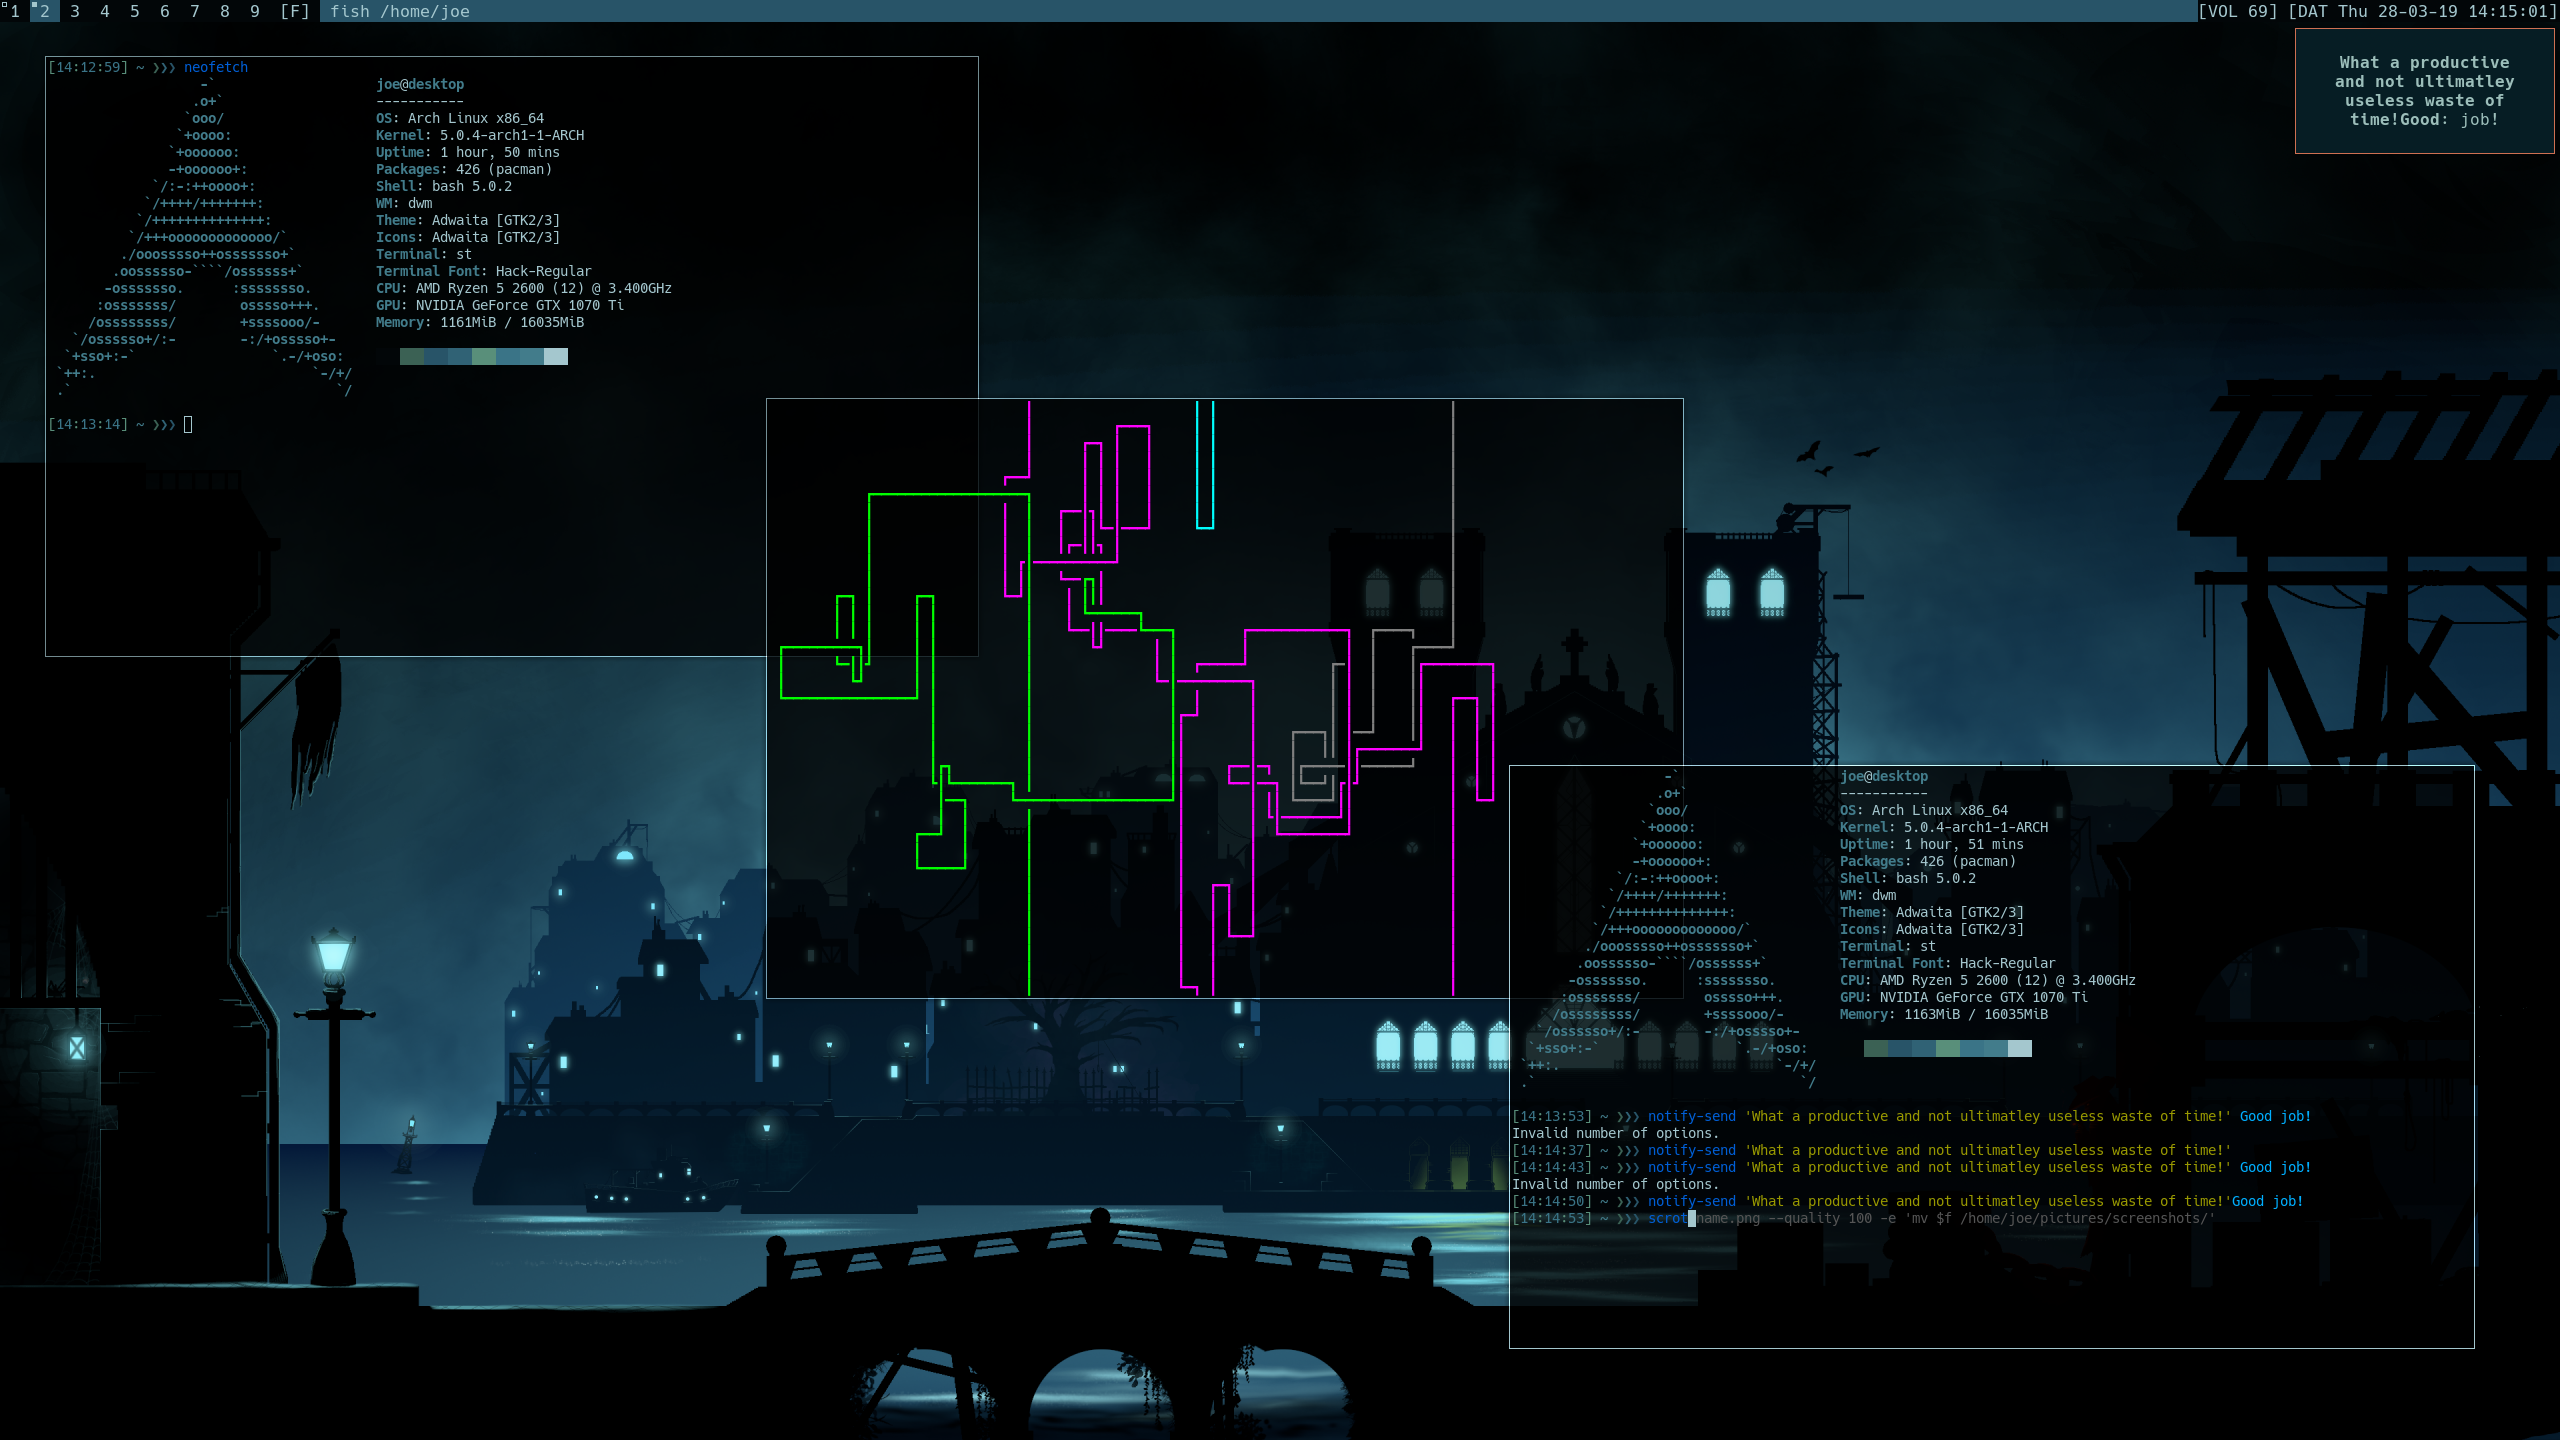 1 2 3 4 5 6 7 8 9 [F] fish /home/joe [VOL 69] [DAT Thu 28-03-19 14:15:01]
What a productive
and not ultimatley
useless waste of
time!Good: job!
[14:12:59] ~ ❯❯❯ neofetch
joe@desktop
-----------
OS: Arch Linux x86_64
Kernel: 5.0.4-arch1-1-ARCH
Uptime: 1 hour, 50 mins
Packages: 426 (pacman)
Shell: bash 5.0.2
WM: dwm
Theme: Adwaita [GTK2/3]
Icons: Adwaita [GTK2/3]
Terminal: st
Terminal Font: Hack-Regular
CPU: AMD Ryzen 5 2600 (12) @ 3.400GHz
GPU: NVIDIA GeForce GTX 1070 Ti
Memory: 1161MiB / 16035MiB
[14:13:14] ~ ❯❯❯
joe@desktop
-----------
OS: Arch Linux x86_64
Kernel: 5.0.4-arch1-1-ARCH
Uptime: 1 hour, 51 mins
Packages: 426 (pacman)
Shell: bash 5.0.2
WM: dwm
Theme: Adwaita [GTK2/3]
Icons: Adwaita [GTK2/3]
Terminal: st
Terminal Font: Hack-Regular
CPU: AMD Ryzen 5 2600 (12) @ 3.400GHz
GPU: NVIDIA GeForce GTX 1070 Ti
Memory: 1163MiB / 16035MiB
[14:13:53] ~ ❯❯❯ notify-send 'What a productive and not ultimatley useless waste of time!' Good job!
Invalid number of options.
[14:14:37] ~ ❯❯❯ notify-send 'What a productive and not ultimatley useless waste of time!'
[14:14:43] ~ ❯❯❯ notify-send 'What a productive and not ultimatley useless waste of time!' Good job!
Invalid number of options.
[14:14:50] ~ ❯❯❯ notify-send 'What a productive and not ultimatley useless waste of time!'Good job!
[14:14:53] ~ ❯❯❯ scrot name.png --quality 100 -e 'mv $f /home/joe/pictures/screenshots/'